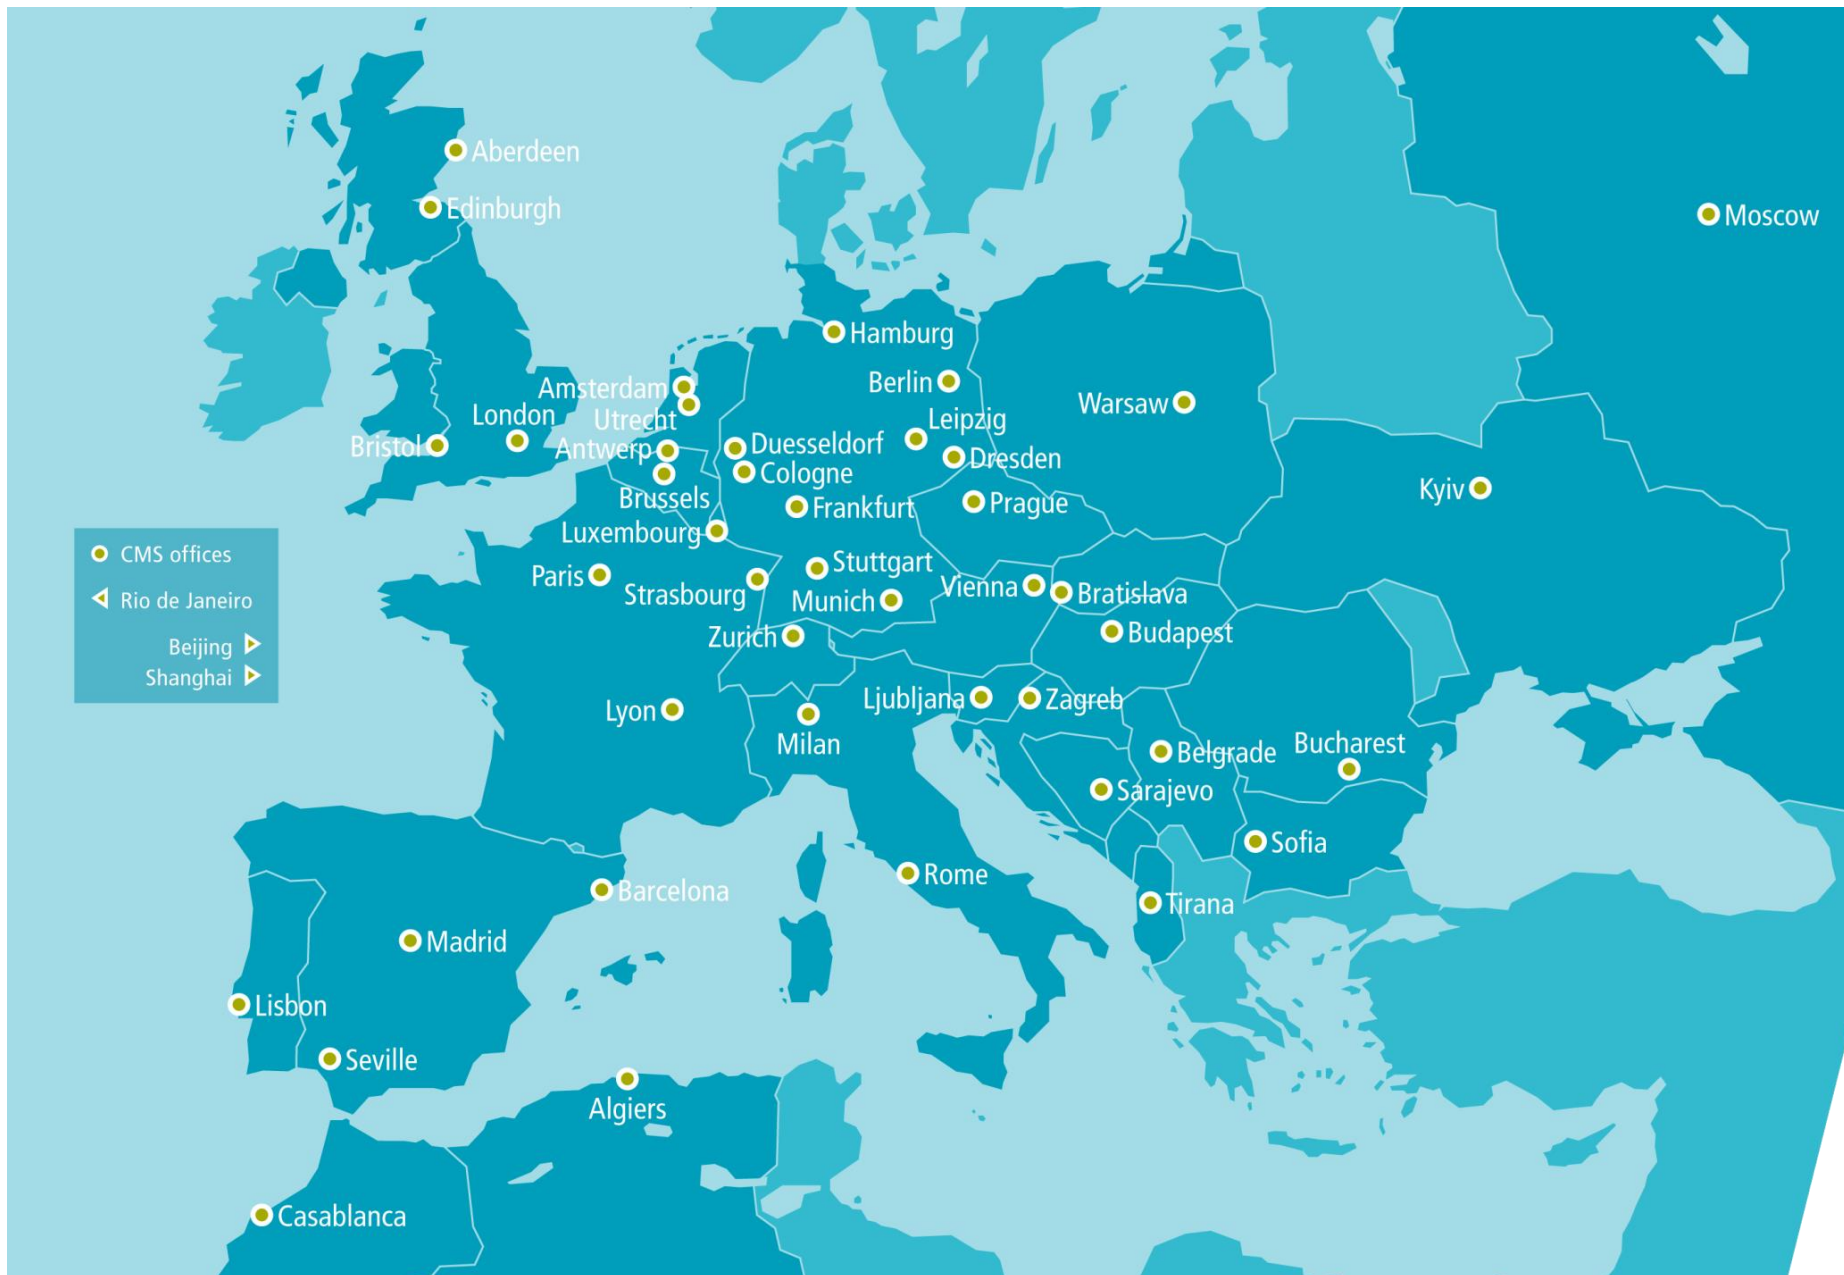 Aberdeen
Edinburgh
Moscow
Hamburg
Berlin
Amsterdam
Utrecht
Warsaw
London
Leipzig
Bristol
Antwerp
Duesseldorf
Dresden
Cologne
Brussels
Kyiv
Prague
Frankfurt
Luxembourg
CMS offices
Rio de Janeiro
Beijing
Shanghai
Paris
Strasbourg
Stuttgart
Munich
Vienna
Bratislava
Zurich
Budapest
Lyon
Ljubljana
Zagreb
Milan
Belgrade
Bucharest
Sarajevo
Sofia
Rome
Barcelona
Tirana
Madrid
Lisbon
Seville
Algiers
Casablanca